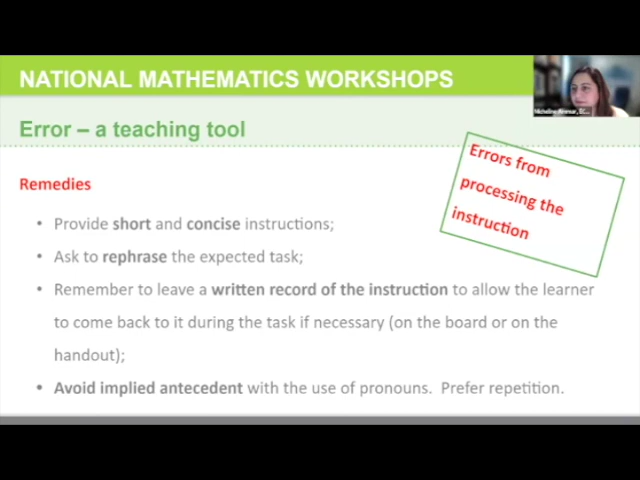 NATIONAL MATHEMATICS WORKSHOPS
Error – a teaching tool
Errors from
processing the
instruction
Remedies
• Provide short and concise instructions;
• Ask to rephrase the expected task;
• Remember to leave a written record of the instruction to allow the learner
to come back to it during the task if necessary (on the board or on the
handout);
• Avoid implied antecedent with the use of pronouns. Prefer repetition.